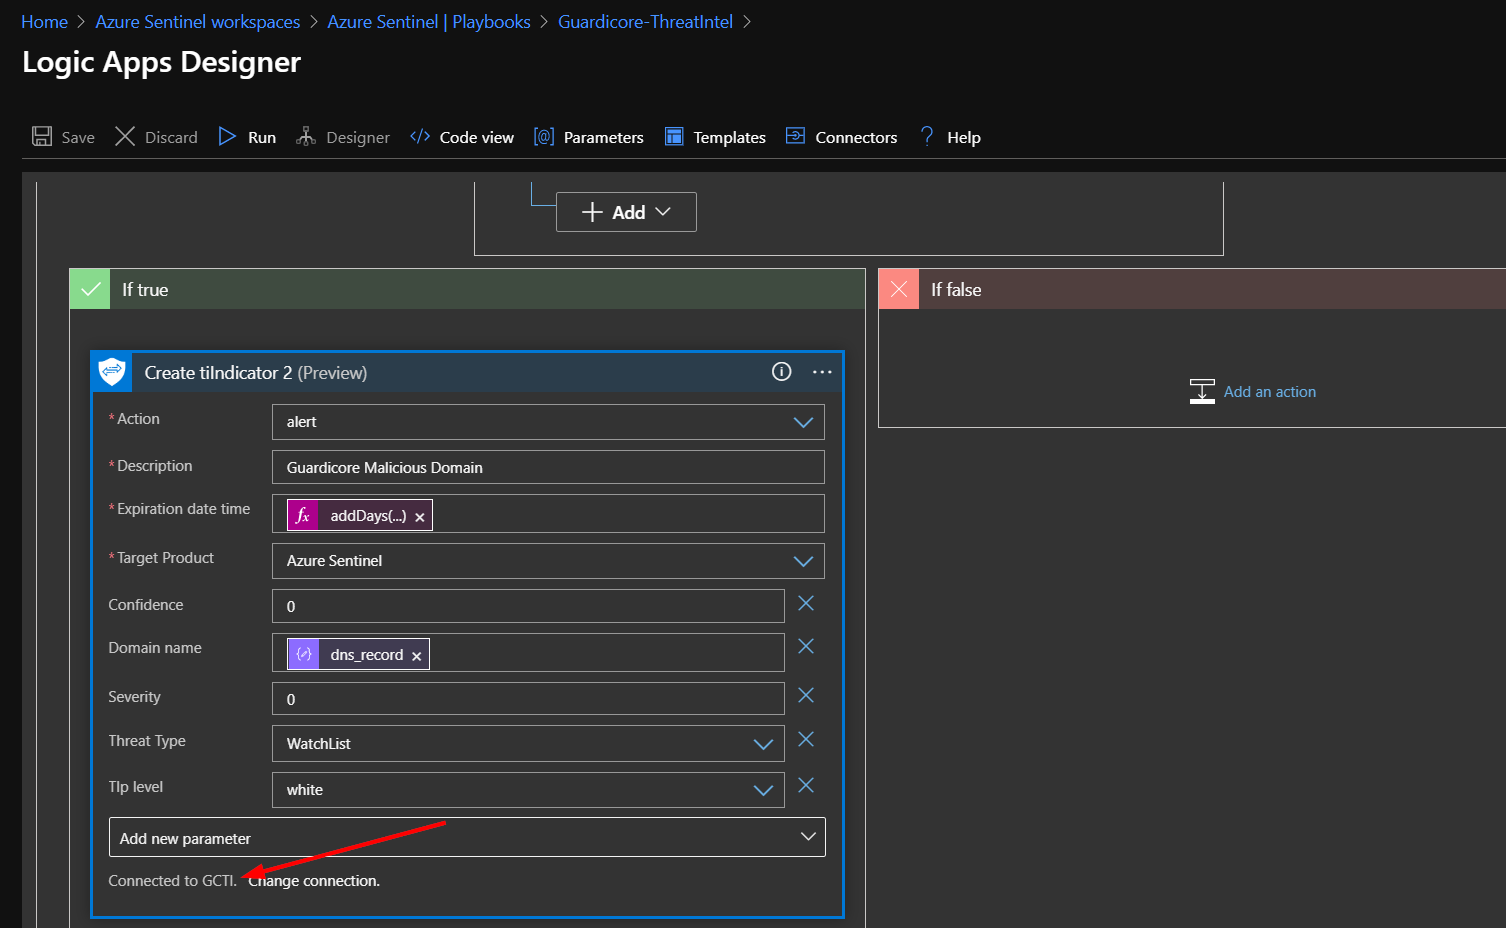 Home > Azure Sentinel workspaces > Azure Sentinel | Playbooks > Guardicore-ThreatIntel >
Logic Apps Designer
Save Discard Run Designer Code view Parameters Templates Connectors Help
Add
If true
If false
Create tiIndicator 2 (Preview)
Add an action
* Action
alert
* Description
Guardicore Malicious Domain
* Expiration date time
fx addDays(...) ×
* Target Product
Azure Sentinel
Confidence
0
Domain name
dns_record ×
Severity
0
Threat Type
WatchList
Tlp level
white
Add new parameter
Connected to GCTI. Change connection.